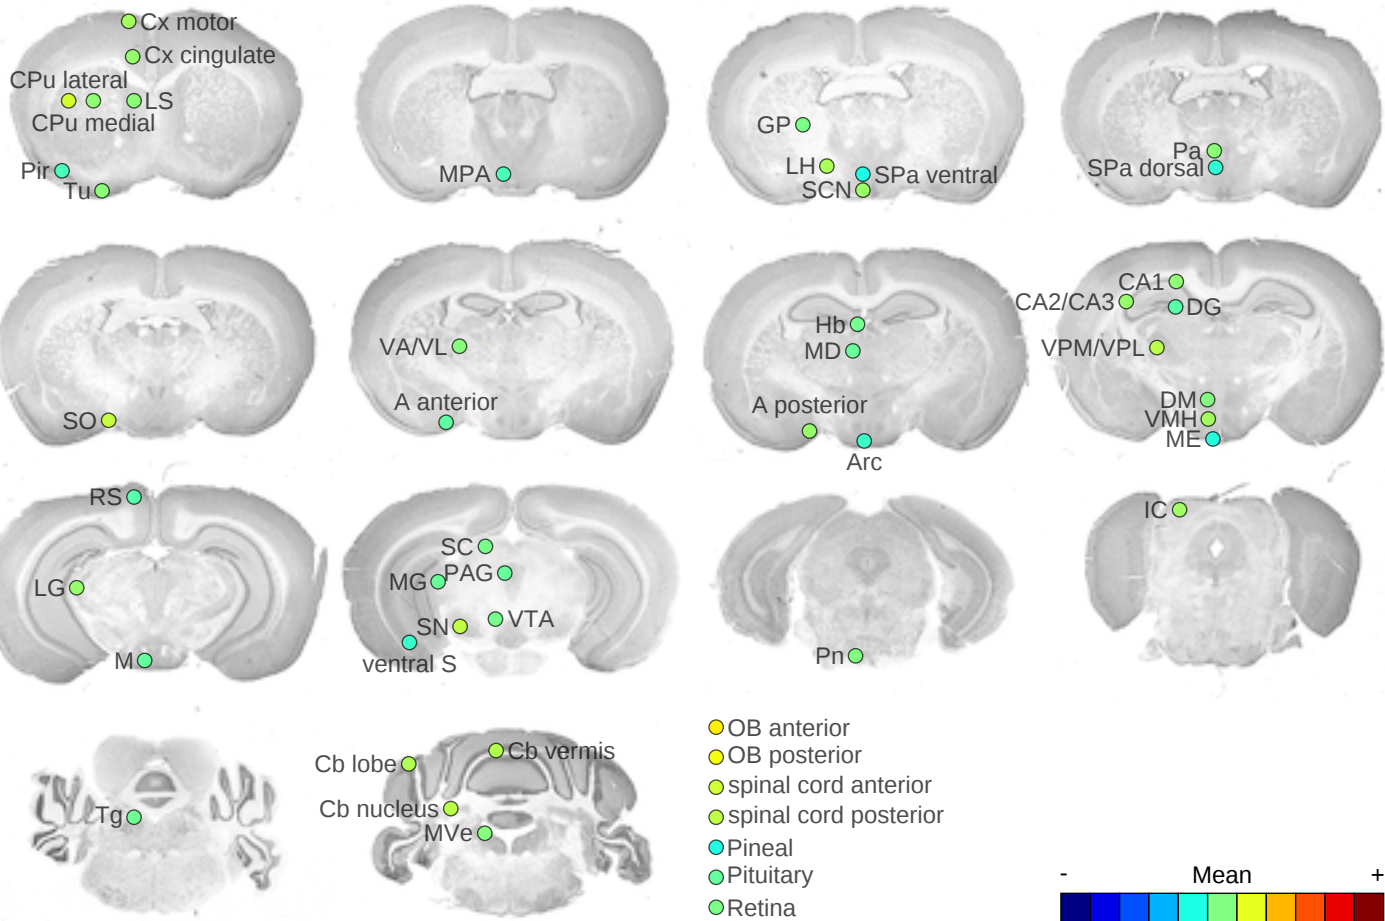 Cx motor
Cx cingulate
CPu lateral
LS
CPu medial
Pir
Tu
MPA
GP
LH
SPa ventral
SCN
Pa
SPa dorsal
SO
VA/VL
A anterior
Hb
MD
A posterior
Arc
CA1
CA2/CA3
DG
VPM/VPL
DM
VMH
ME
RS
LG
M
SC
MG
PAG
SN
VTA
ventral S
Pn
IC
Tg
Cb lobe
Cb vermis
Cb nucleus
MVe
OB anterior
OB posterior
spinal cord anterior
spinal cord posterior
Pineal
Pituitary
Retina
- Mean +